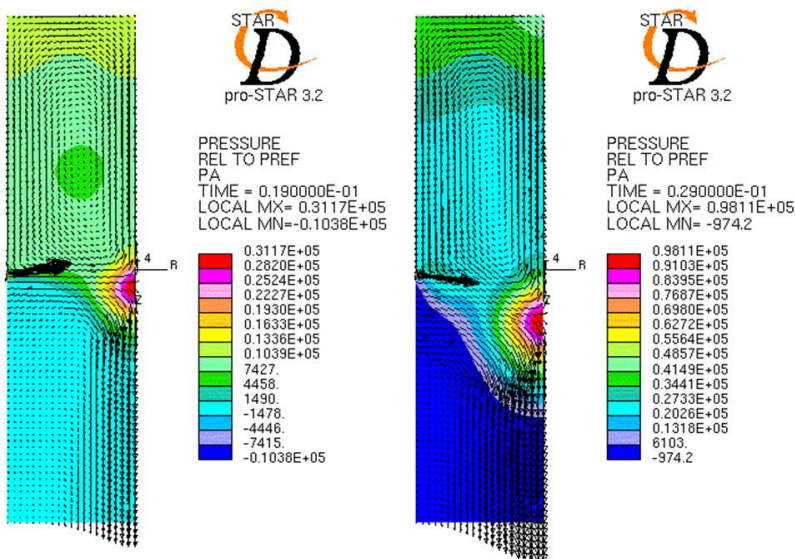 STAR
CD
pro-STAR 3.2
PRESSURE
REL TO PREF
PA
TIME = 0.190000E-01
LOCAL MX= 0.3117E+05
LOCAL MN=-0.1038E+05
0.3117E+05
0.2820E+05
0.2524E+05
0.2227E+05
0.1930E+05
0.1633E+05
0.1336E+05
0.1039E+05
7427.
4458.
1490.
-1478.
-4446.
-7415.
-0.1038E+05
4
R
Z
STAR
CD
pro-STAR 3.2
PRESSURE
REL TO PREF
PA
TIME = 0.290000E-01
LOCAL MX= 0.9811E+05
LOCAL MN= -974.2
0.9811E+05
0.9103E+05
0.8395E+05
0.7687E+05
0.6980E+05
0.6272E+05
0.5564E+05
0.4857E+05
0.4149E+05
0.3441E+05
0.2733E+05
0.2026E+05
0.1318E+05
6103.
-974.2
4
R
Z